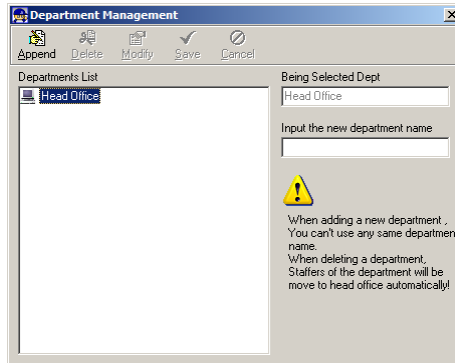 Department Management
Append Delete Modify Save Cancel
Departments List
Being Selected Dept
Head Office
Head Office
Input the new department name
When adding a new department ,
You can't use any same departmen
name.
When deleting a department,
Staffers of the department will be
move to head office automatically!